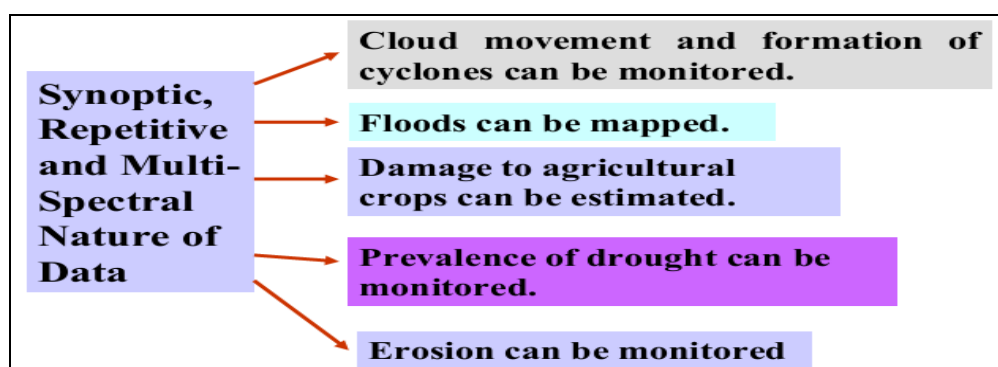 Synoptic,
Repetitive
and Multi-
Spectral
Nature of
Data
Cloud movement and formation of
cyclones can be monitored.
Floods can be mapped.
Damage to agricultural
crops can be estimated.
Prevalence of drought can be
monitored.
Erosion can be monitored